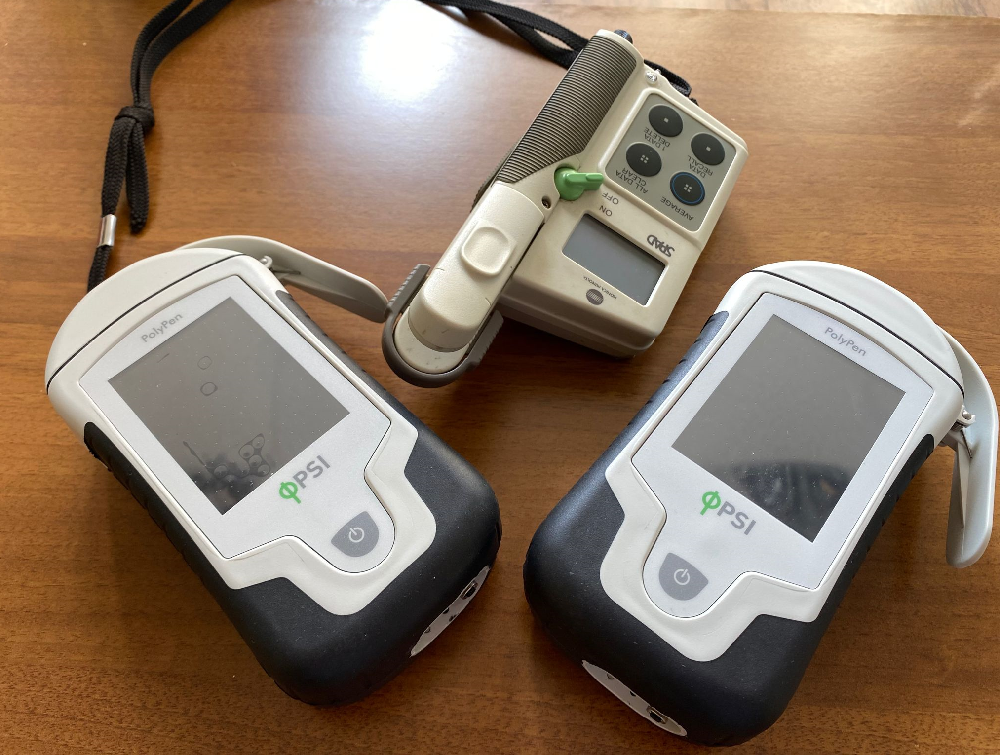 1 DATA
DELETE
DATA
RECALL
ALL DATA
CLEAR
AVERAGE
OFF
ON
SPAD
KONICA MINOLTA
PolyPen
PSI
PolyPen
PSI